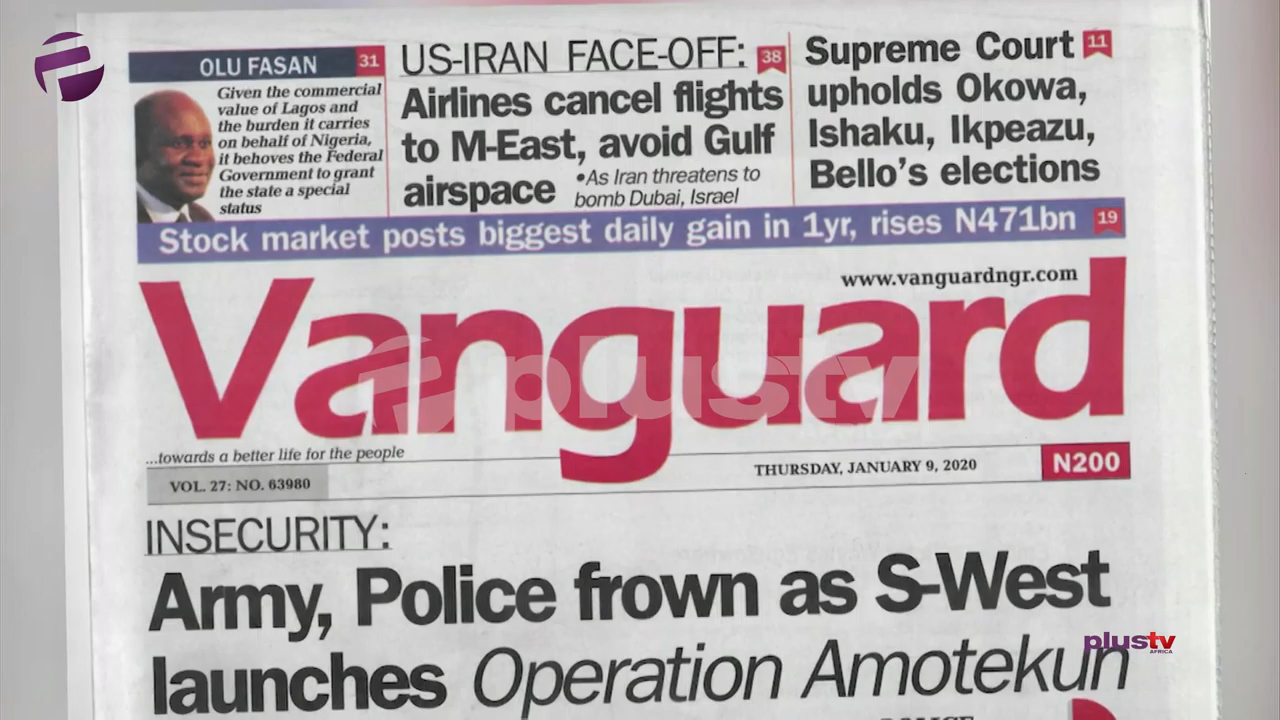 OLU FASAN 31
Given the commercial
value of Lagos and
the burden it carries
on behalf of Nigeria,
it behoves the Federal
Government to grant
the state a special
status
US-IRAN FACE-OFF: 38
Airlines cancel flights
to M-East, avoid Gulf
airspace
•As Iran threatens to
bomb Dubai, Israel
Supreme Court 11
upholds Okowa,
Ishaku, Ikpeazu,
Bello's elections
Stock market posts biggest daily gain in 1yr, rises N471bn 19
www.vanguardngr.com
Vanguard
plustv
...towards a better life for the people
VOL. 27: NO. 63980
THURSDAY, JANUARY 9, 2020
N200
INSECURITY:
Army, Police frown as S-West
launches Operation Amotekun
plustv
AFRICA